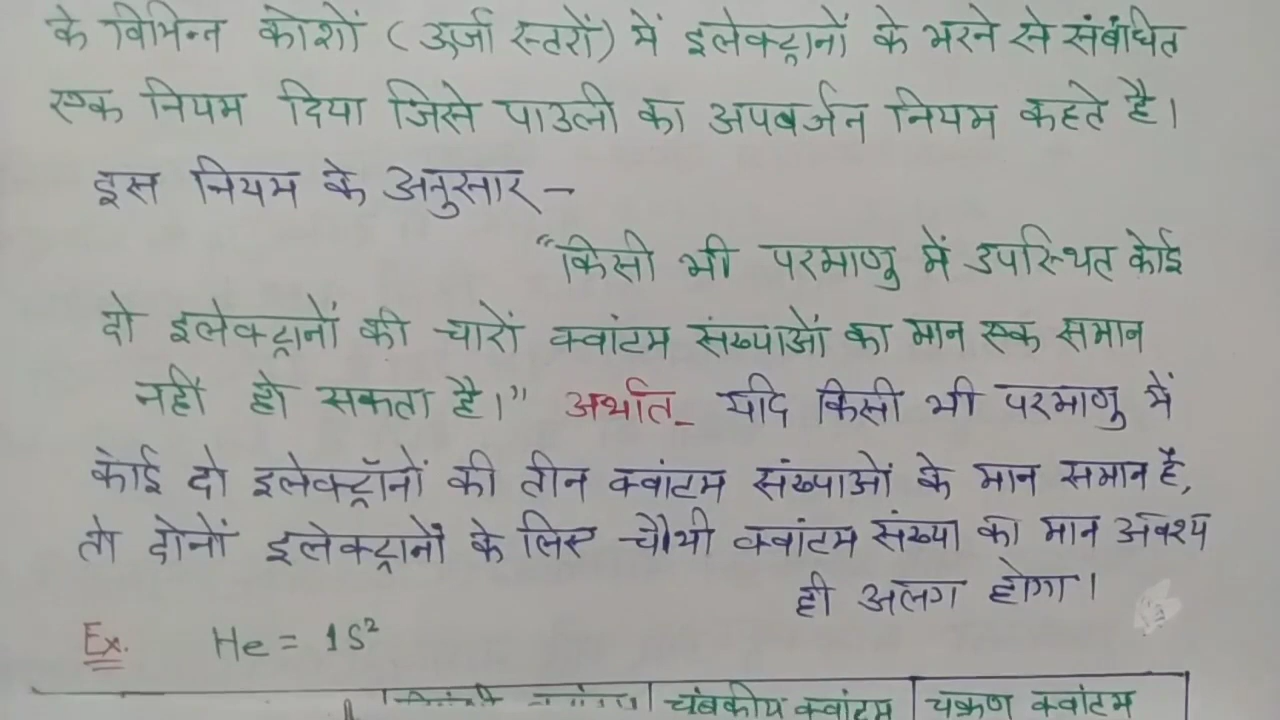 के विभिन्न कोशों (ऊर्जा स्तरों) में इलेक्ट्रानों के भरने से संबंधित
एक नियम दिया जिसे पाउली का अपवर्जन नियम कहते है।
इस नियम के अनुसार –
"किसी भी परमाणु में उपस्थित कोई
दो इलेक्ट्रानों की चारों क्वांटम संख्याओं का मान एक समान
नहीं हो सकता है।" अर्थात- यदि किसी भी परमाणु में
कोई दो इलेक्ट्रॉनों की तीन क्वांटम संख्याओं के मान समान है,
तो दोनों इलेक्ट्रानों के लिए चौथी क्वांटम संख्या का मान अवश्य
ही अलग होगा।
Ex. He = 1S²
चुंबकीय क्वांटम चक्रण क्वांटम